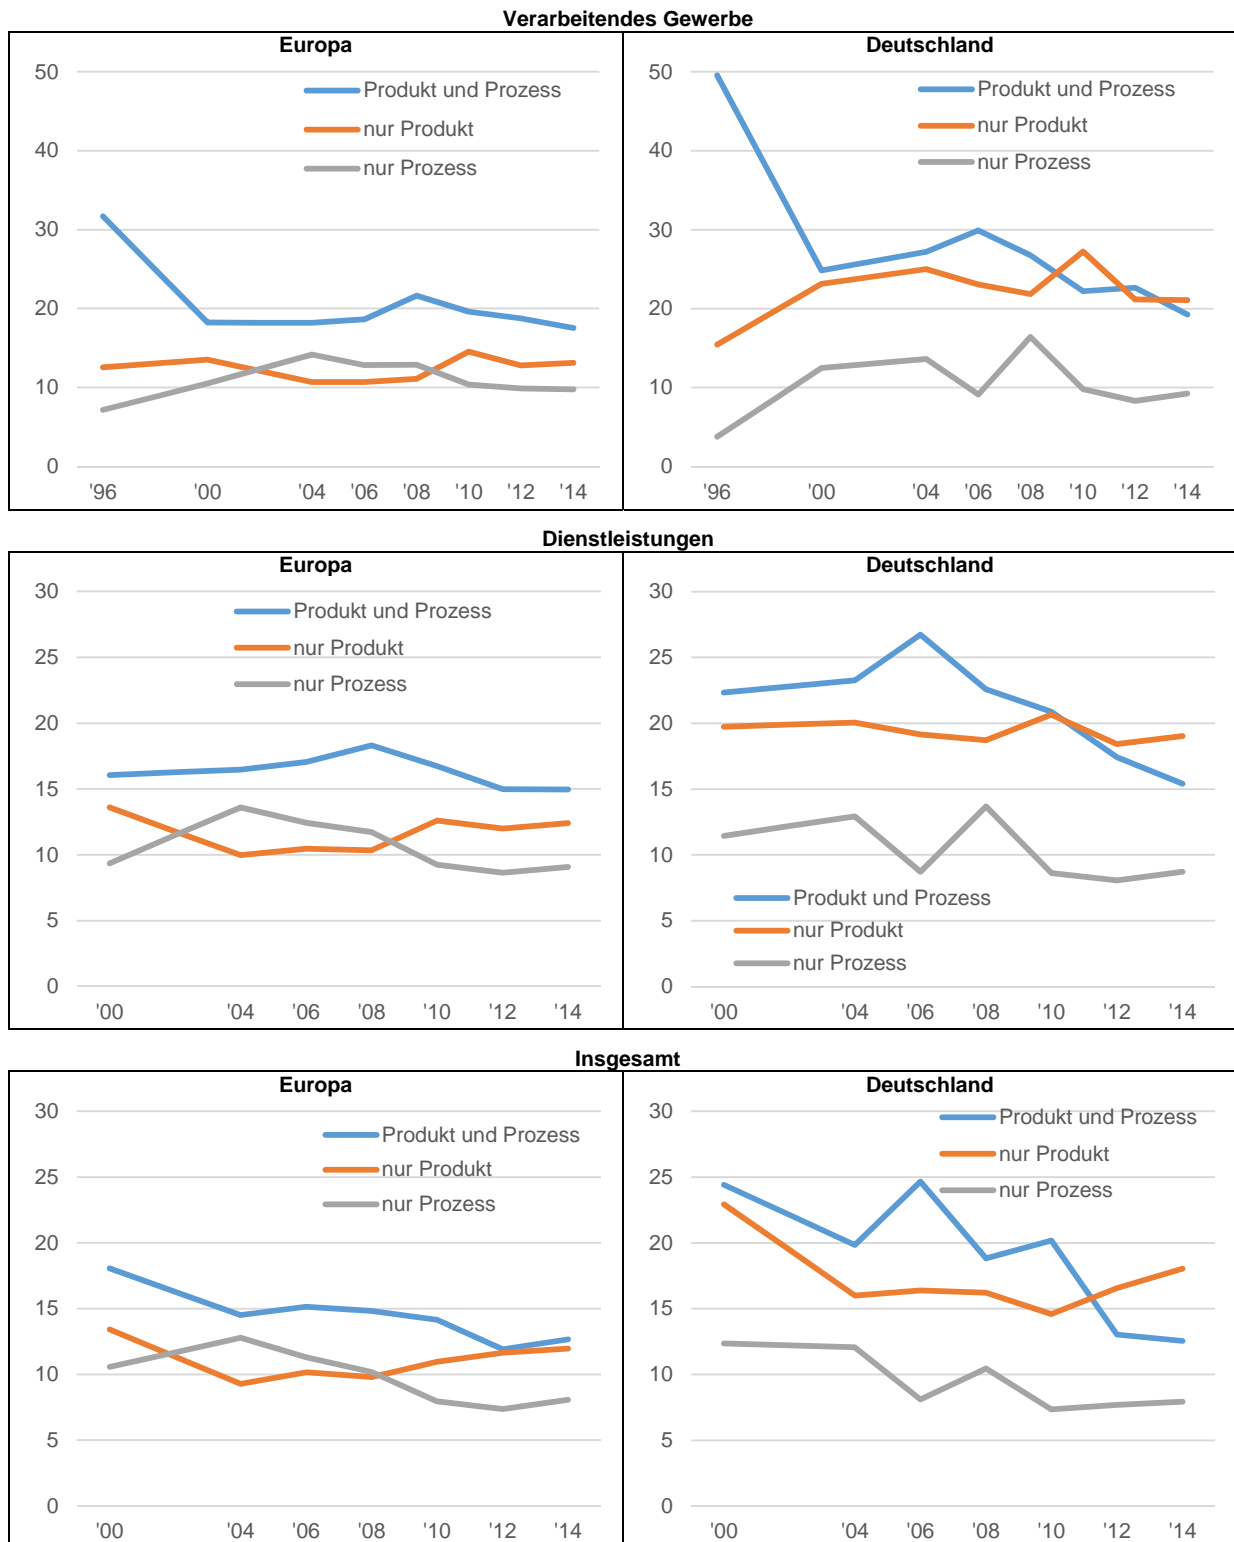 Verarbeitendes Gewerbe
Europa
50
40
30
20
10
0
Produkt und Prozess
nur Produkt
nur Prozess
'96 '00 '04 '06 '08 '10 '12 '14
Deutschland
50
40
30
20
10
0
Produkt und Prozess
nur Produkt
nur Prozess
'96 '00 '04 '06 '08 '10 '12 '14
Dienstleistungen
Europa
30
25
20
15
10
5
0
Produkt und Prozess
nur Produkt
nur Prozess
'00 '04 '06 '08 '10 '12 '14
Deutschland
30
25
20
15
10
5
0
Produkt und Prozess
nur Produkt
nur Prozess
'00 '04 '06 '08 '10 '12 '14
Insgesamt
Europa
30
25
20
15
10
5
0
Produkt und Prozess
nur Produkt
nur Prozess
'00 '04 '06 '08 '10 '12 '14
Deutschland
30
25
20
15
10
5
0
Produkt und Prozess
nur Produkt
nur Prozess
'00 '04 '06 '08 '10 '12 '14